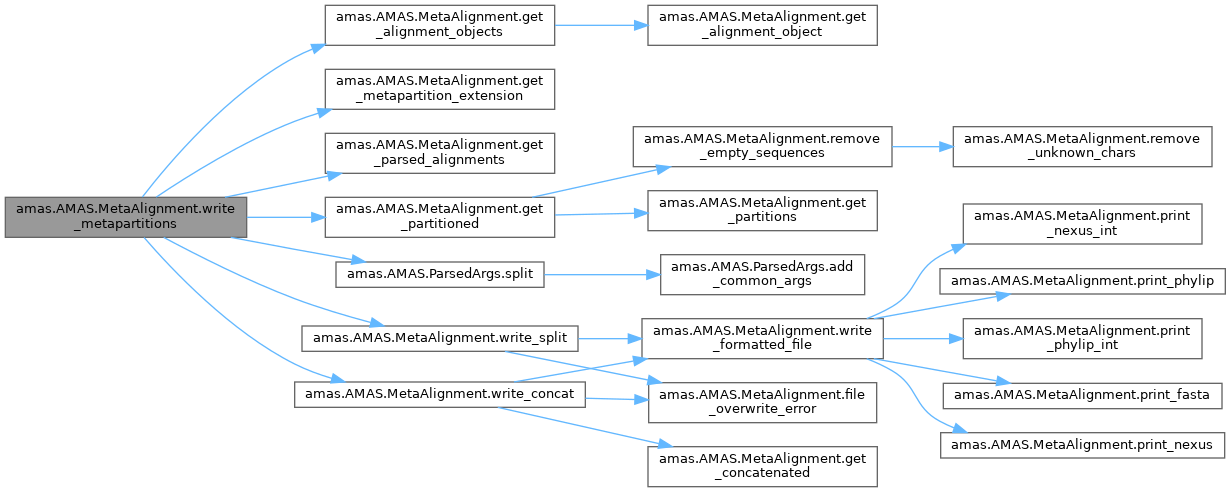 amas.AMAS.MetaAlignment.write
_metapartitions
amas.AMAS.MetaAlignment.get
_alignment_objects
amas.AMAS.MetaAlignment.get
_alignment_object
amas.AMAS.MetaAlignment.get
_metapartition_extension
amas.AMAS.MetaAlignment.get
_parsed_alignments
amas.AMAS.MetaAlignment.get
_partitioned
amas.AMAS.MetaAlignment.remove
_empty_sequences
amas.AMAS.MetaAlignment.remove
_unknown_chars
amas.AMAS.MetaAlignment.get
_partitions
amas.AMAS.ParsedArgs.split
amas.AMAS.ParsedArgs.add
_common_args
amas.AMAS.MetaAlignment.write_split
amas.AMAS.MetaAlignment.write
_formatted_file
amas.AMAS.MetaAlignment.print
_nexus_int
amas.AMAS.MetaAlignment.print_phylip
amas.AMAS.MetaAlignment.print
_phylip_int
amas.AMAS.MetaAlignment.print_fasta
amas.AMAS.MetaAlignment.print_nexus
amas.AMAS.MetaAlignment.write_concat
amas.AMAS.MetaAlignment.file
_overwrite_error
amas.AMAS.MetaAlignment.get
_concatenated